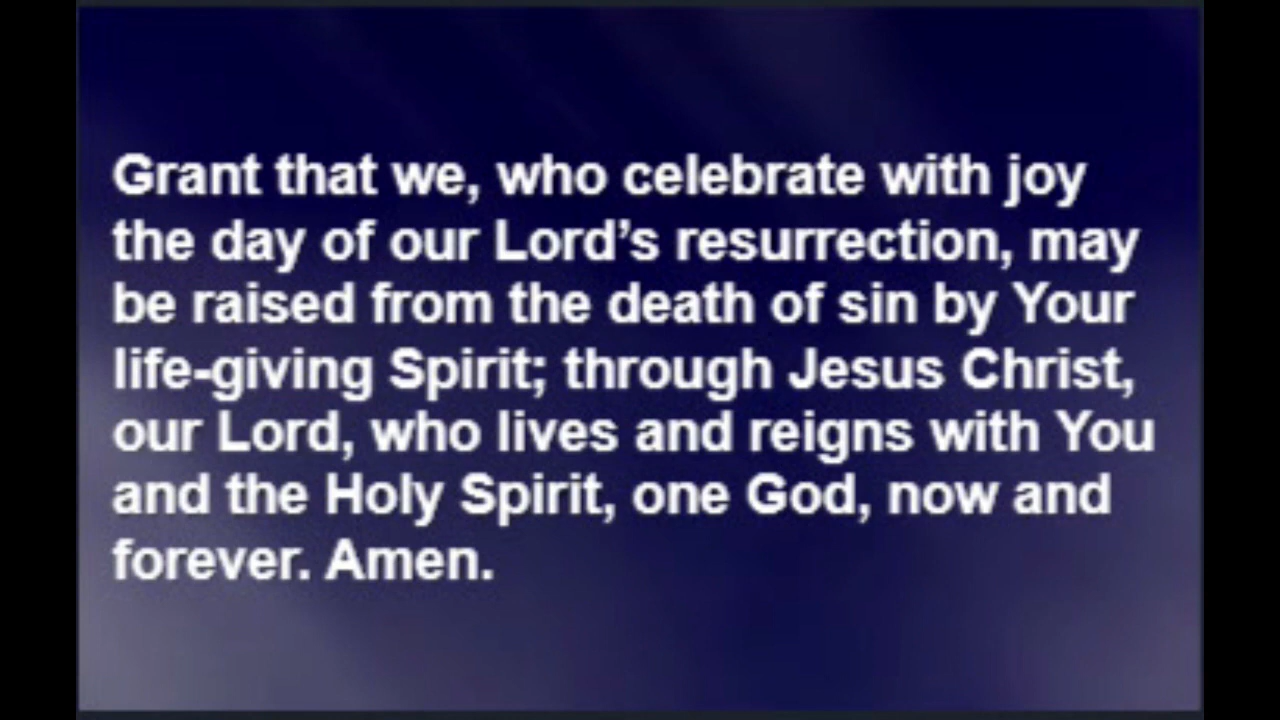 Grant that we, who celebrate with joy
the day of our Lord’s resurrection, may
be raised from the death of sin by Your
life-giving Spirit; through Jesus Christ,
our Lord, who lives and reigns with You
and the Holy Spirit, one God, now and
forever. Amen.